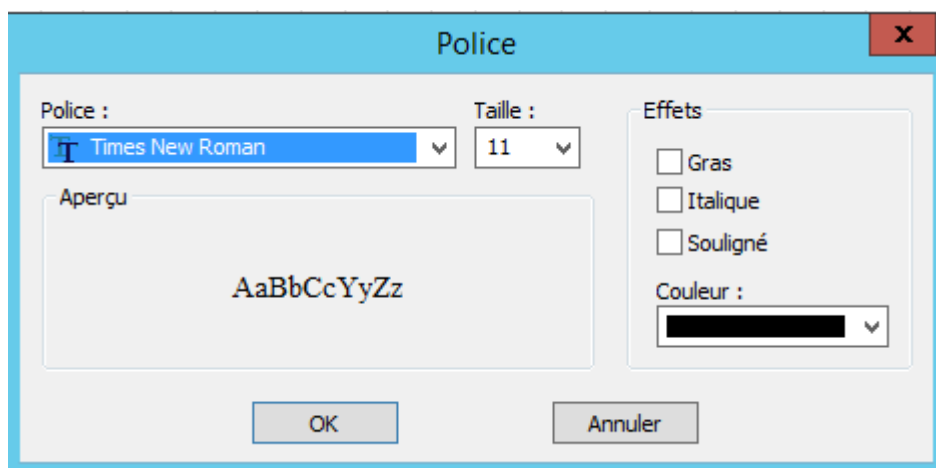 Police
x
Police :
Taille :
Effets
Times New Roman
11
Gras
Italique
Souligné
Aperçu
AaBbCcYyZz
Couleur :
OK
Annuler